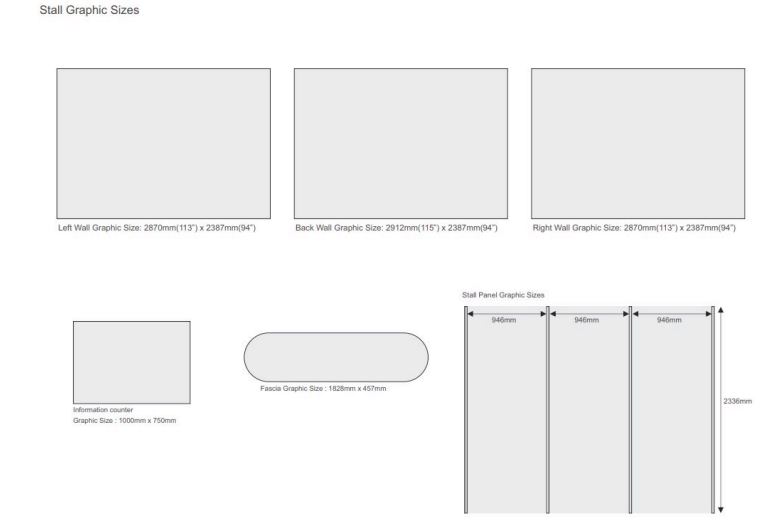 Stall Graphic Sizes
Left Wall Graphic Size: 2870mm(113") x 2387mm(94")
Back Wall Graphic Size: 2912mm(115") x 2387mm(94")
Right Wall Graphic Size: 2870mm(113") x 2387mm(94")
Stall Panel Graphic Sizes
946mm
946mm
946mm
2336mm
Fascia Graphic Size : 1828mm x 457mm
Information counter
Graphic Size : 1000mm x 750mm